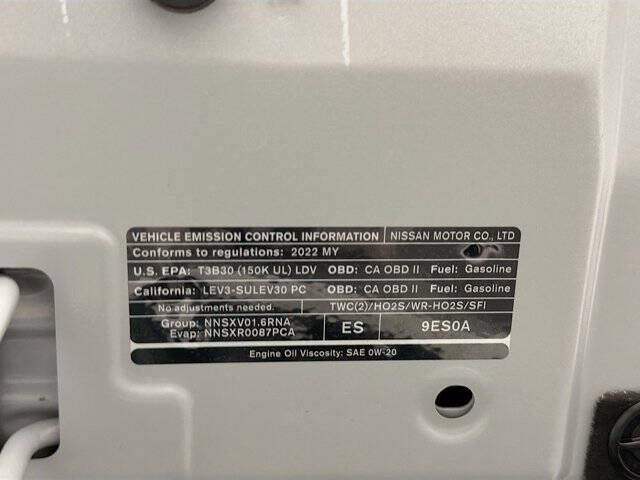 VEHICLE EMISSION CONTROL INFORMATION NISSAN MOTOR CO., LTD
Conforms to regulations: 2022 MY
U.S. EPA: T3B30 (150K UL) LDV OBD: CA OBD II Fuel: Gasoline
California: LEV3-SULEV30 PC OBD: CA OBD II Fuel: Gasoline
No adjustments needed. TWC(2)/HO2S/WR-HO2S/SFI
Group: NNSXV01.6RNA
Evap: NNSXR0087PCA
ES
9ES0A
Engine Oil Viscosity: SAE 0W-20